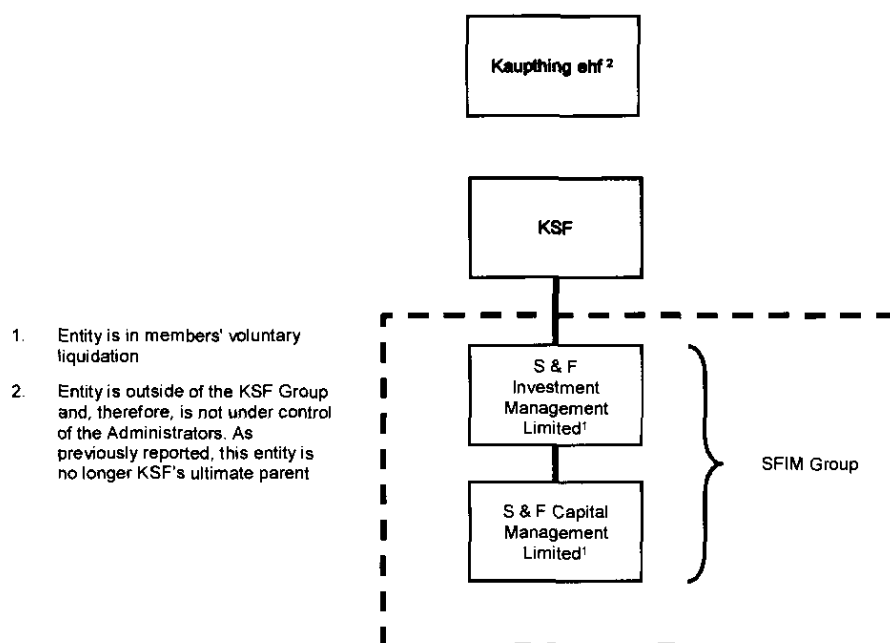 Kaupthing ehf ²
KSF
1. Entity is in members' voluntary
liquidation
2. Entity is outside of the KSF Group
and, therefore, is not under control
of the Administrators. As
previously reported, this entity is
no longer KSF's ultimate parent
S & F
Investment
Management
Limited¹
SFIM Group
S & F Capital
Management
Limited¹